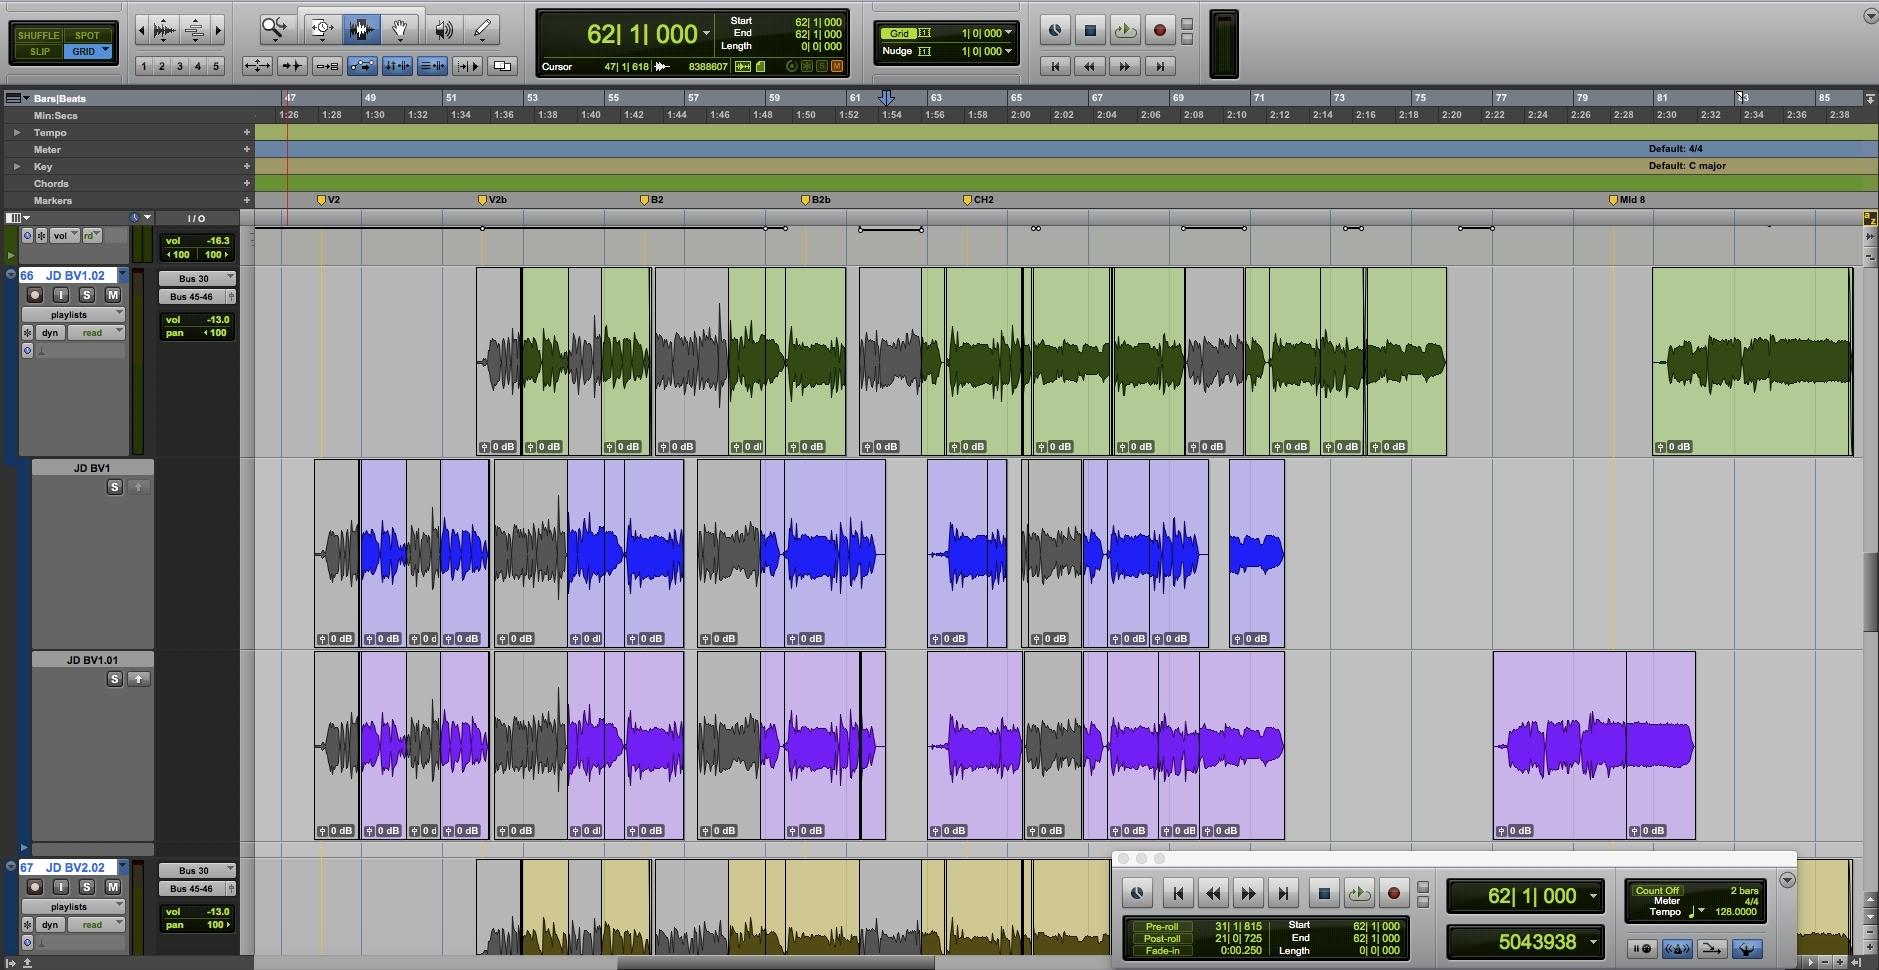 SHUFFLE SPOT
SLIP GRID
1 2 3 4 5
62| 1| 000
Start 62| 1| 000
End 62| 1| 000
Length 0| 0| 000
Cursor 47| 1| 618 8388607
Grid 1| 0| 000
Nudge 1| 0| 000
Bars|Beats 47 49 51 53 55 57 59 61 63 65 67 69 71 73 75 77 79 81 83 85
Min:Secs 1:26 1:28 1:30 1:32 1:34 1:36 1:38 1:40 1:42 1:44 1:46 1:48 1:50 1:52 1:54 1:56 1:58 2:00 2:02 2:04 2:06 2:08 2:10 2:12 2:14 2:16 2:18 2:20 2:22 2:24 2:26 2:28 2:30 2:32 2:34 2:36 2:38
Tempo
Meter Default: 4/4
Key Default: C major
Chords
Markers V2 V2b B2 B2b CH2 MId 8
I / O
vol rd vol -16.3
100 100
66 JD BV1.02 Bus 30
I S M Bus 45-46
playlists vol -13.0
dyn read pan 100
0 dB 0 dB 0 dB 0 dB 0 dl 0 dB 0 dB 0 dB 0 dB 0 dB 0 dB 0 dB 0 dB 0 dB 0 dB
JD BV1
S
0 dB 0 dB 0 d 0 dB 0 dB 0 dl 0 dB 0 dB 0 dB 0 dB 0 dB 0 dB 0 dB 0 dB
JD BV1.01
S
0 dB 0 dB 0 d 0 dB 0 dB 0 dl 0 dB 0 dB 0 dB 0 dB 0 dB 0 dB 0 dB 0 dB 0 dB 0 dB
67 JD BV2.02 Bus 30
I S M Bus 45-46
playlists vol -13.0
dyn read pan 100
62| 1| 000
Count Off 2 bars
Meter 4/4
Tempo 128.0000
Pre-roll 31| 1| 815 Start 62| 1| 000
Post-roll 21| 0| 725 End 62| 1| 000
Fade-in 0:00.250 Length 0| 0| 000
5043938